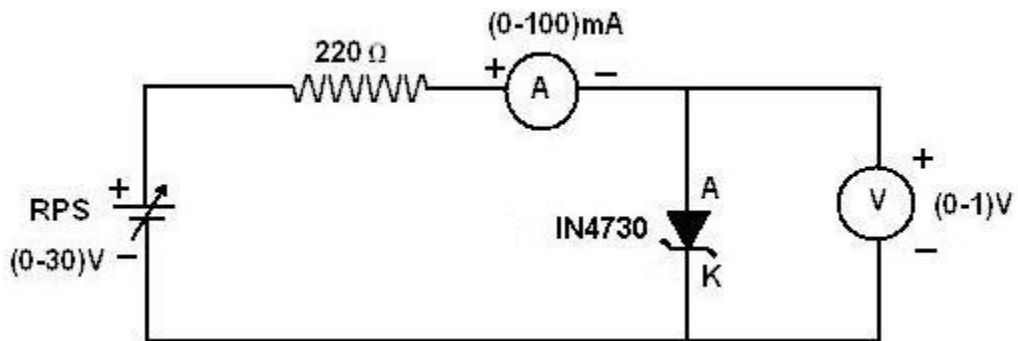 (0-100)mA
220 Ω
+ A −
+
RPS
(0-30)V −
A
IN4730
K
+
V (0-1)V
−